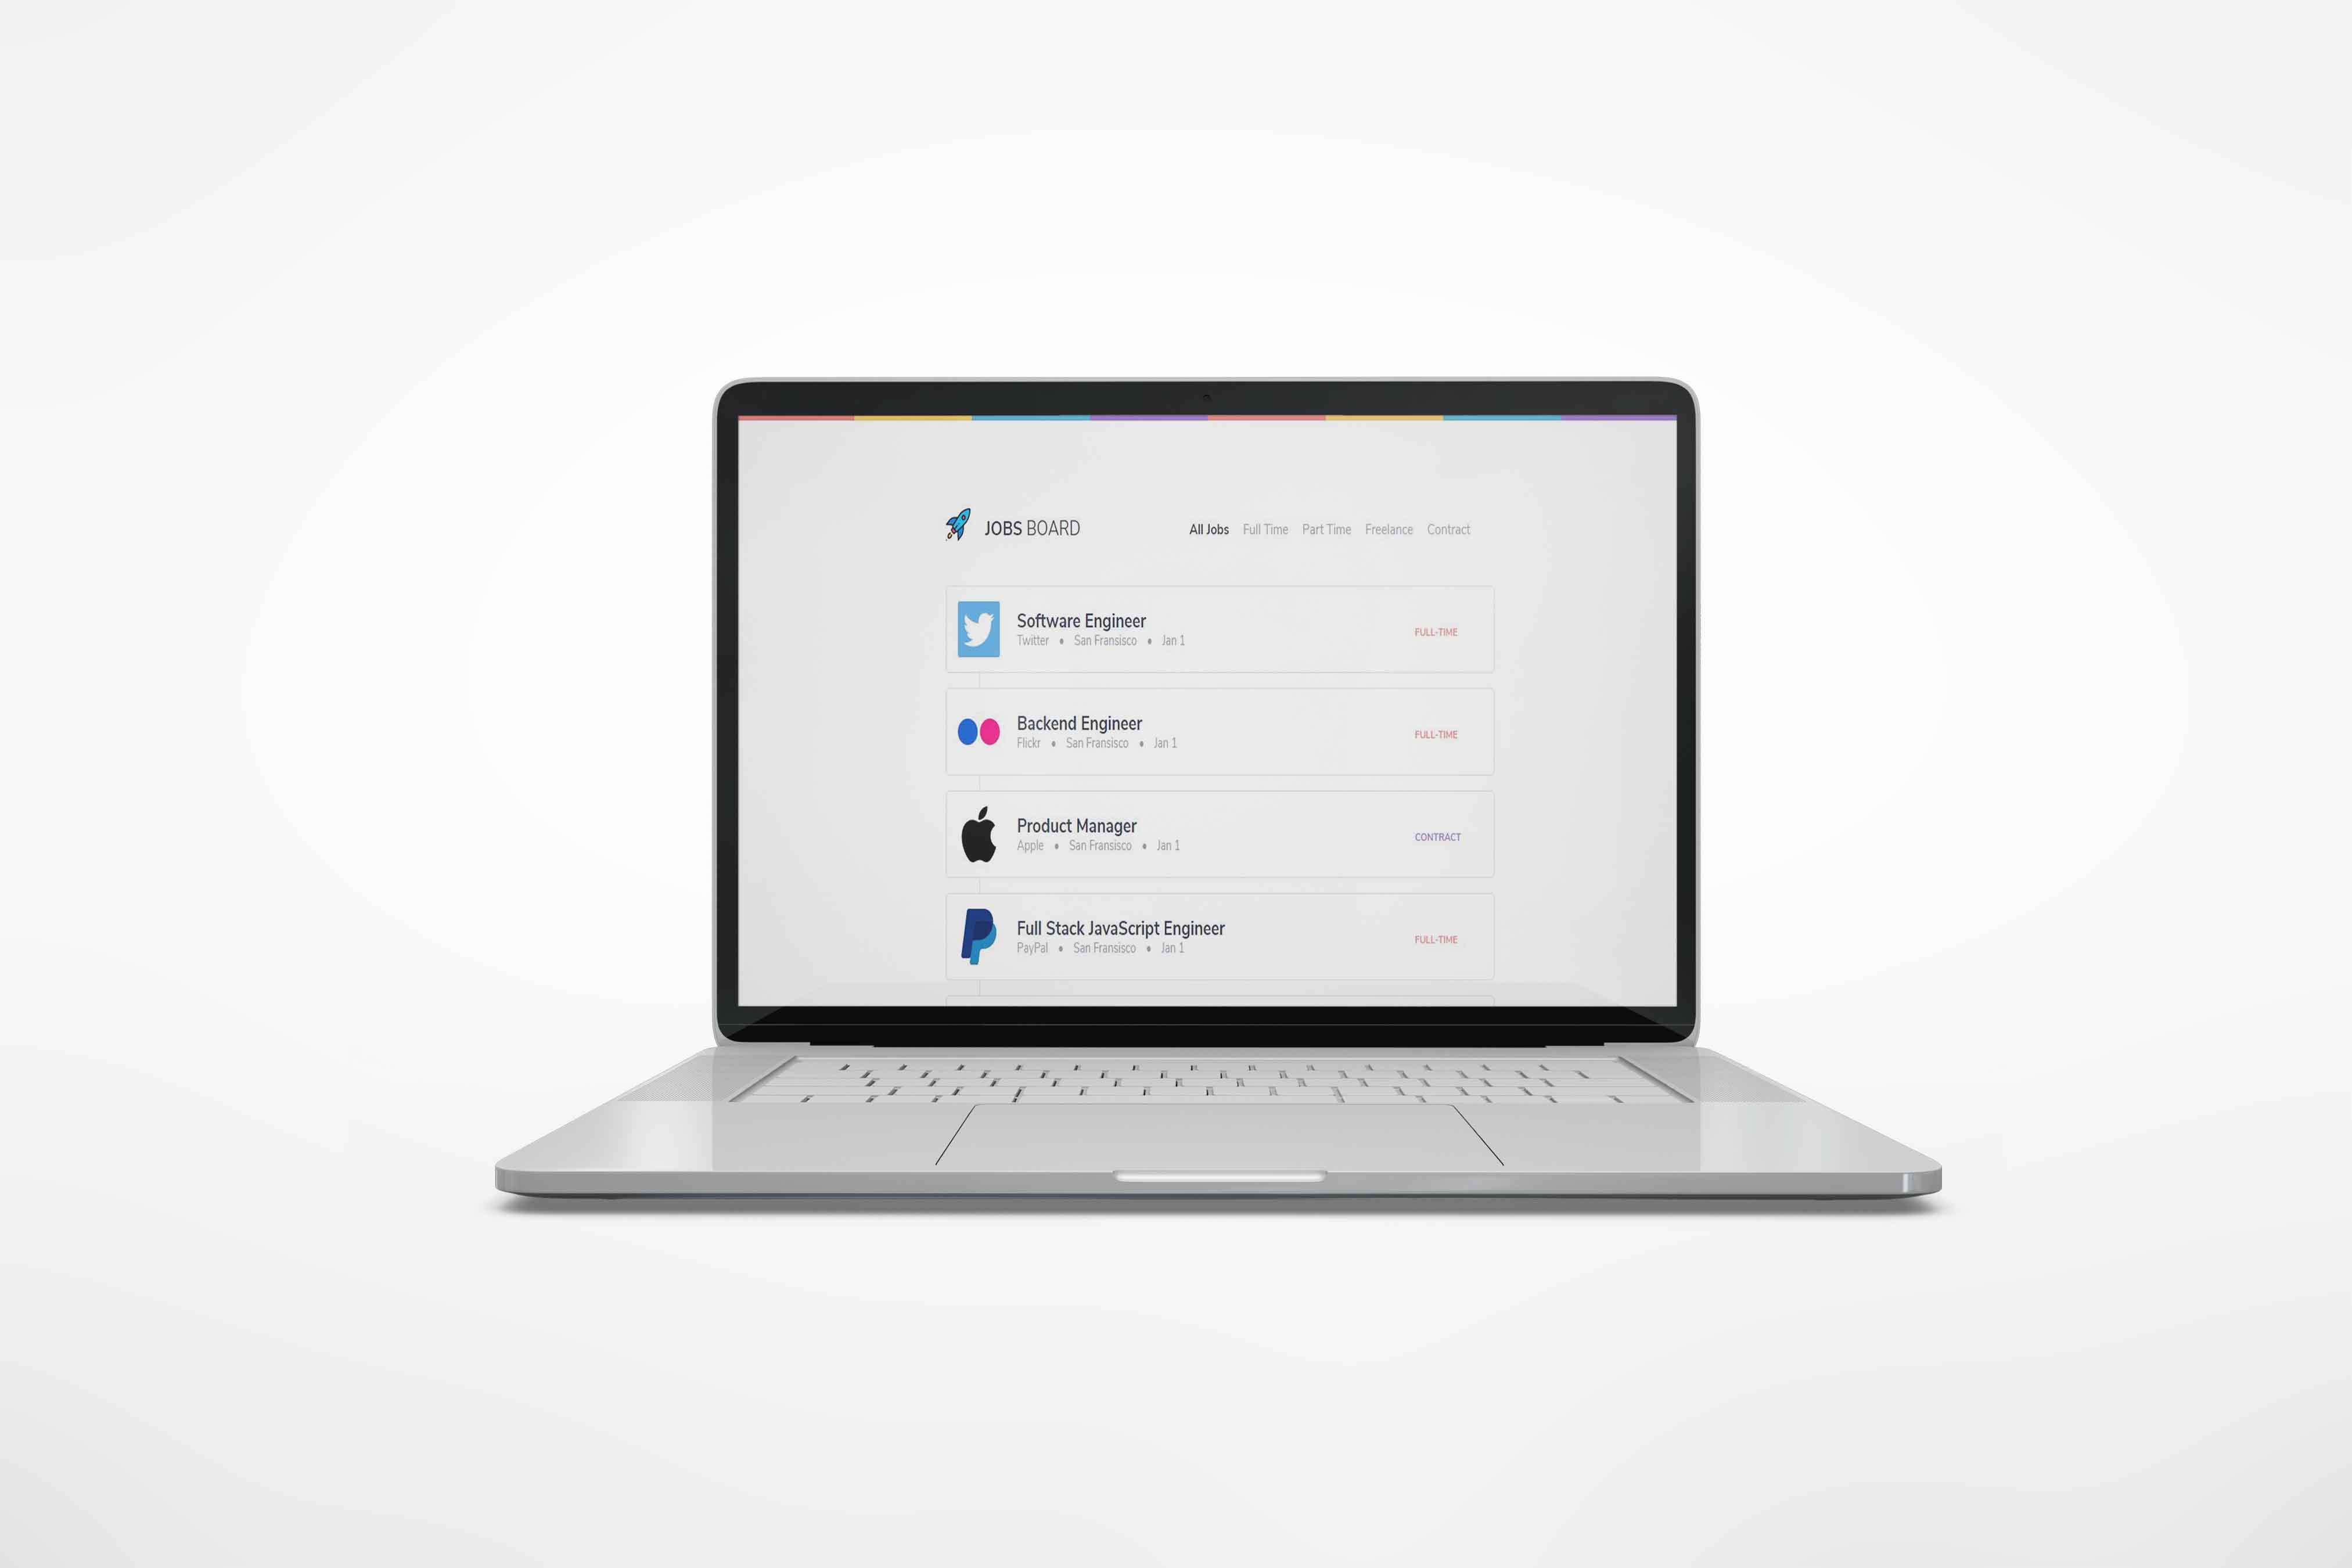 JOBS BOARD
All Jobs Full Time Part Time Freelance Contract
Software Engineer
Twitter • San Fransisco • Jan 1
FULL-TIME
Backend Engineer
Flickr • San Fransisco • Jan 1
FULL-TIME
Product Manager
Apple • San Fransisco • Jan 1
CONTRACT
Full Stack JavaScript Engineer
PayPal • San Fransisco • Jan 1
FULL-TIME